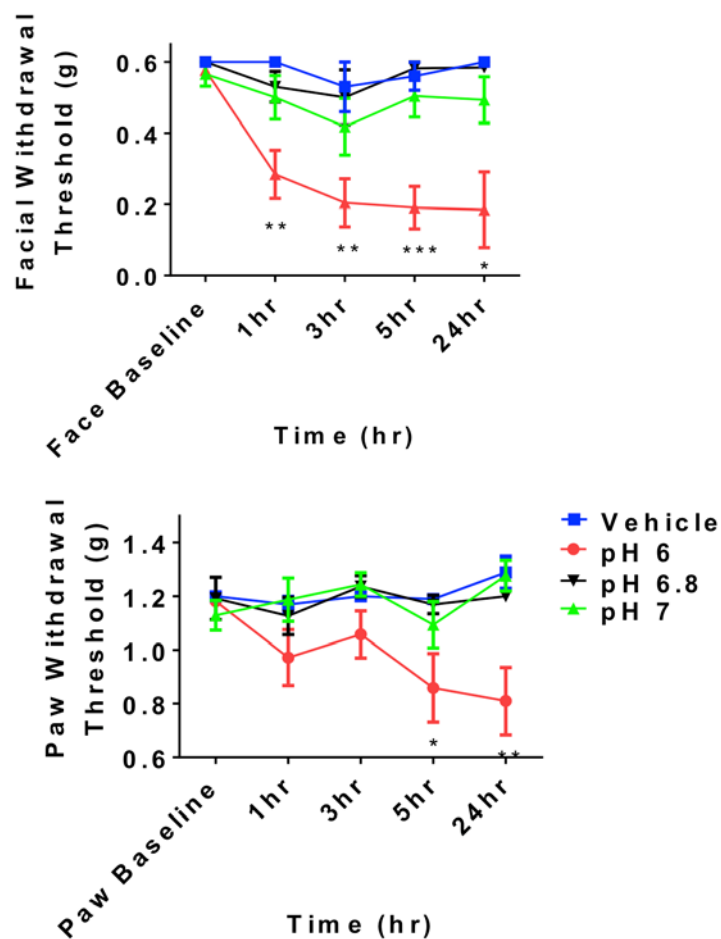 Facial Withdrawal
Threshold (g)
0.6
0.4
0.2
0.0
**
**
***
*
Face Baseline
1hr
3hr
5hr
24hr
Time (hr)
Paw Withdrawal
Threshold (g)
1.4
1.2
1.0
0.8
0.6
*
**
Paw Baseline
1hr
3hr
5hr
24hr
Time (hr)
Vehicle
pH 6
pH 6.8
pH 7